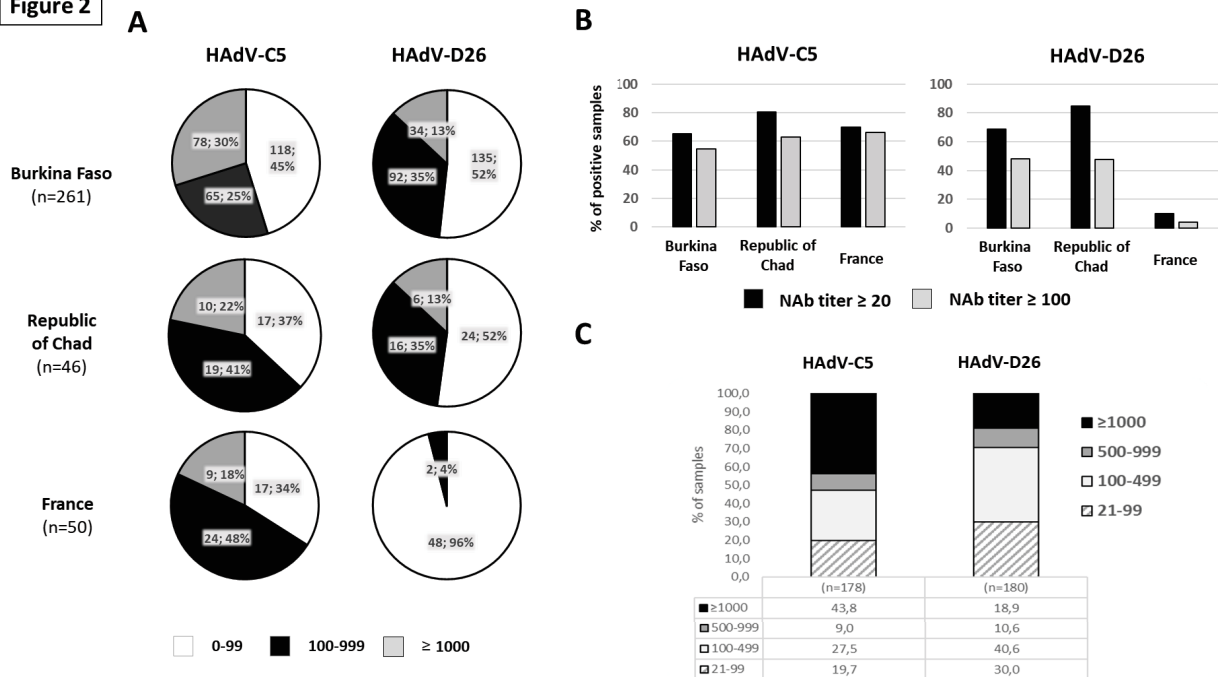 Figure 2
A
HAdV-C5
HAdV-D26
Burkina Faso
(n=261)
78; 30%
118;
45%
65; 25%
34; 13%
135;
52%
92; 35%
Republic
of Chad
(n=46)
10; 22%
17; 37%
19; 41%
6; 13%
24; 52%
16; 35%
France
(n=50)
9; 18%
17; 34%
24; 48%
2; 4%
48; 96%
0-99
100-999
≥ 1000
B
HAdV-C5
HAdV-D26
% of positive samples
100
80
60
40
20
0
Burkina
Faso
Republic of
Chad
France
100
80
60
40
20
0
Burkina
Faso
Republic of
Chad
France
NAb titer ≥ 20
NAb titer ≥ 100
C
HAdV-C5
HAdV-D26
% of samples
100,0
90,0
80,0
70,0
60,0
50,0
40,0
30,0
20,0
10,0
0,0
≥1000
500-999
100-499
21-99
(n=178) (n=180)
≥1000 43,8 18,9
500-999 9,0 10,6
100-499 27,5 40,6
21-99 19,7 30,0